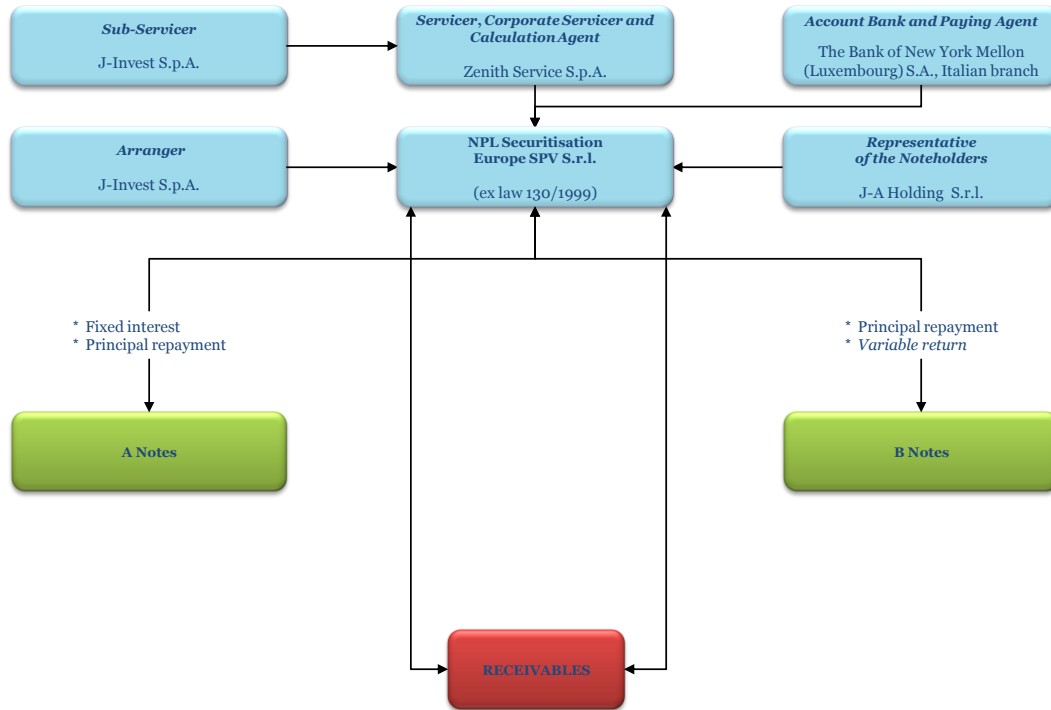 Sub-Servicer
J-Invest S.p.A.
Servicer, Corporate Servicer and
Calculation Agent
Zenith Service S.p.A.
Account Bank and Paying Agent
The Bank of New York Mellon
(Luxembourg) S.A., Italian branch
Arranger
J-Invest S.p.A.
NPL Securitisation
Europe SPV S.r.l.
(ex law 130/1999)
Representative
of the Noteholders
J-A Holding S.r.l.
* Fixed interest
* Principal repayment
* Principal repayment
* Variable return
A Notes
B Notes
RECEIVABLES